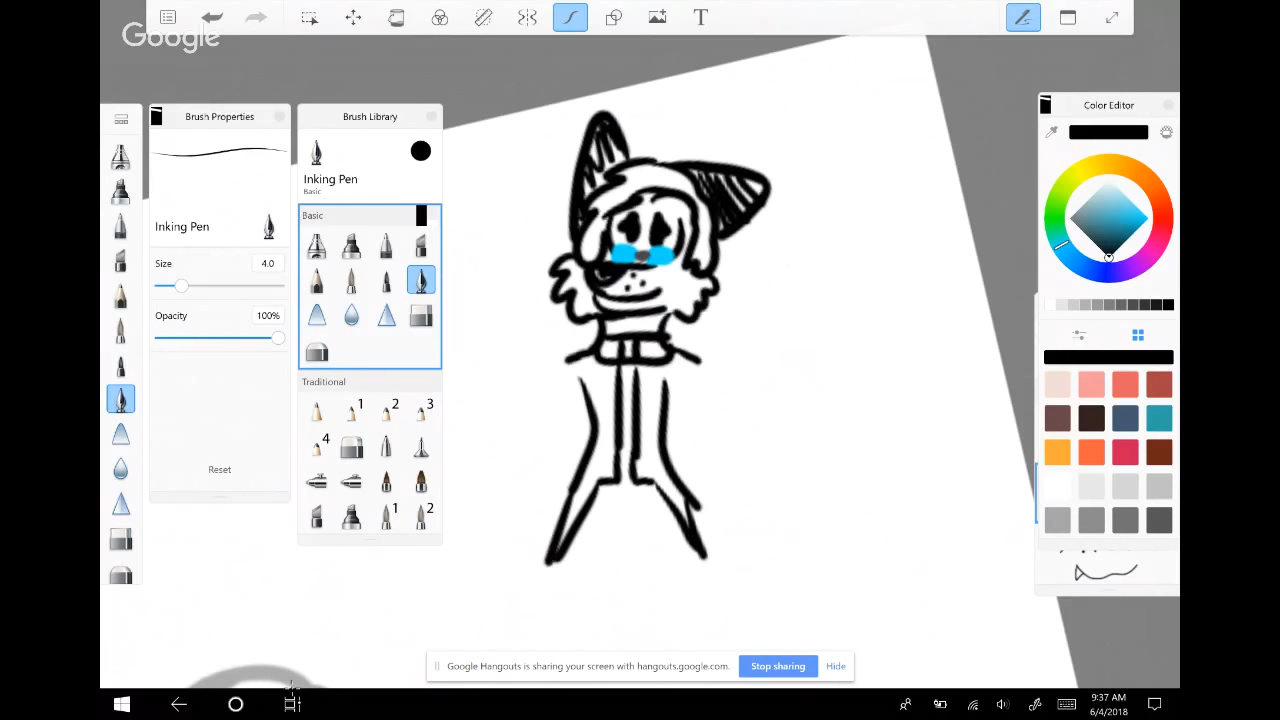 T
Google
Brush Properties
Brush Library
Color Editor
Inking Pen
Basic
Inking Pen
Basic
Size
4.0
Opacity
100%
Traditional
1
2
3
4
Reset
1
2
Google Hangouts is sharing your screen with hangouts.google.com.
Stop sharing
Hide
9:37 AM
6/4/2018